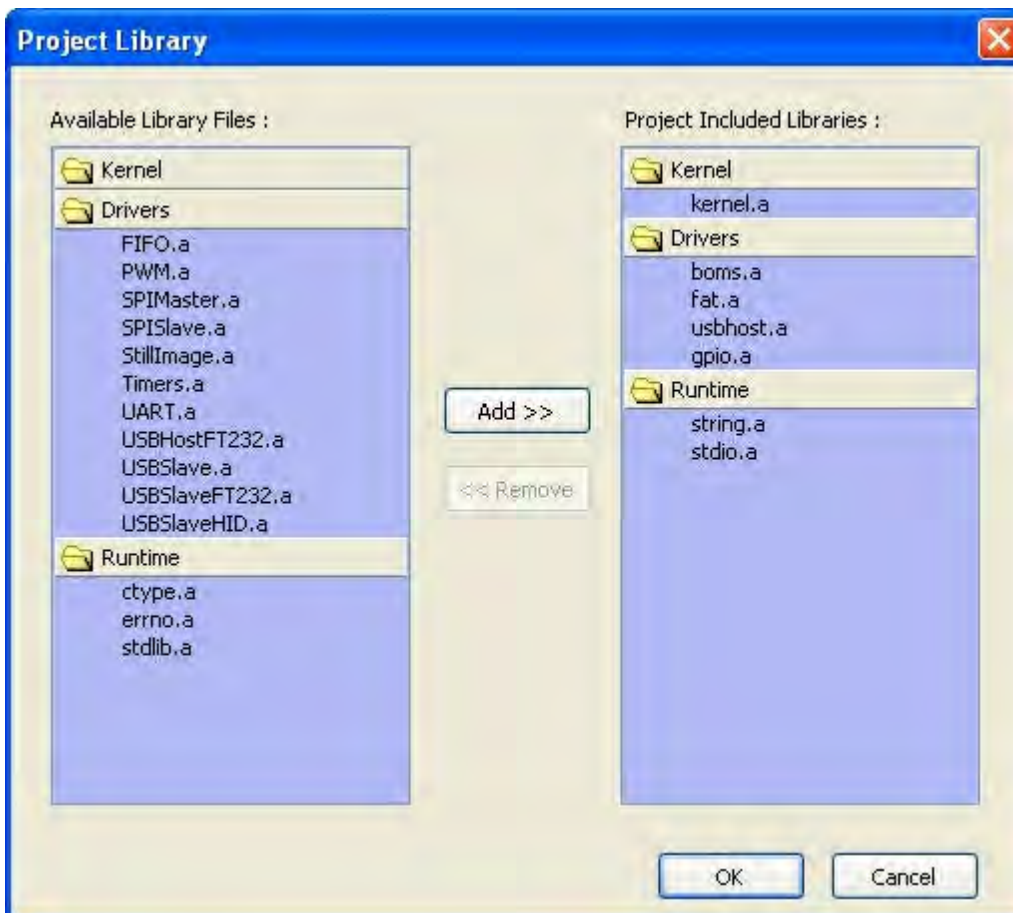 Project Library
Available Library Files :
Kernel
Drivers
FIFO.a
PWM.a
SPIMaster.a
SPISlave.a
StillImage.a
Timers.a
UART.a
USBHostFT232.a
USBSlave.a
USBSlaveFT232.a
USBSlaveHID.a
Runtime
ctype.a
errno.a
stdlib.a
Add >>
<< Remove
Project Included Libraries :
Kernel
kernel.a
Drivers
boms.a
fat.a
usbhost.a
gpio.a
Runtime
string.a
stdio.a
OK
Cancel